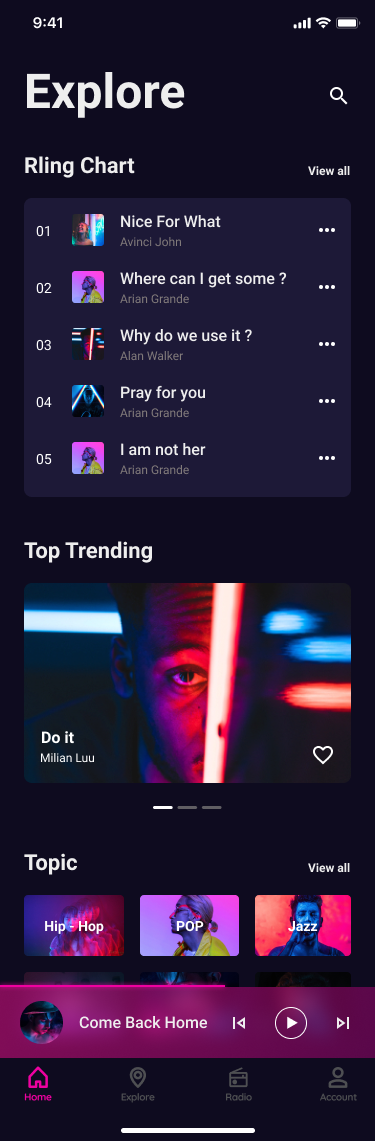 9:41
Explore
Rling Chart
View all
01
Nice For What
Avinci John
02
Where can I get some ?
Arian Grande
03
Why do we use it ?
Alan Walker
04
Pray for you
Arian Grande
05
I am not her
Arian Grande
Top Trending
Do it
Milian Luu
Topic
View all
Hip - Hop
POP
Jazz
Come Back Home
Home
Explore
Radio
Account